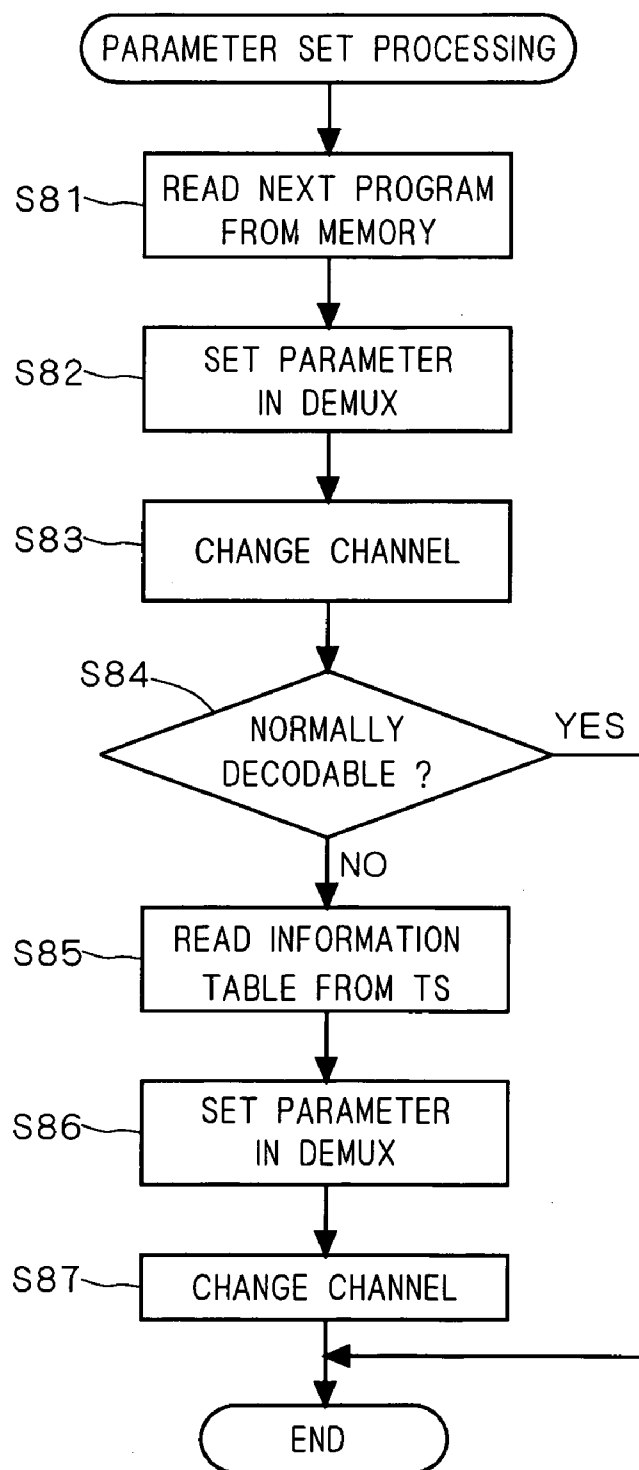 PARAMETER SET PROCESSING
S81
READ NEXT PROGRAM
FROM MEMORY
S82
SET PARAMETER
IN DEMUX
S83
CHANGE CHANNEL
S84
NORMALLY
DECODABLE ?
YES
NO
S85
READ INFORMATION
TABLE FROM TS
S86
SET PARAMETER
IN DEMUX
S87
CHANGE CHANNEL
END